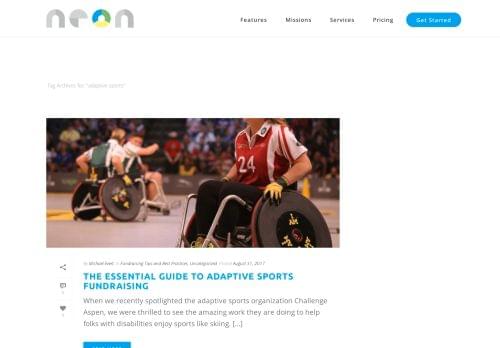 neon
Features Missions Services Pricing Get Started
Tag Archives for: "adaptive sports"
24
I AM
by Michael Even In Fundraising Tips and Best Practices, Uncategorized Posted August 31, 2017
THE ESSENTIAL GUIDE TO ADAPTIVE SPORTS
FUNDRAISING
When we recently spotlighted the adaptive sports organization Challenge
Aspen, we were thrilled to see the amazing work they are doing to help
folks with disabilities enjoy sports like skiing. [...]